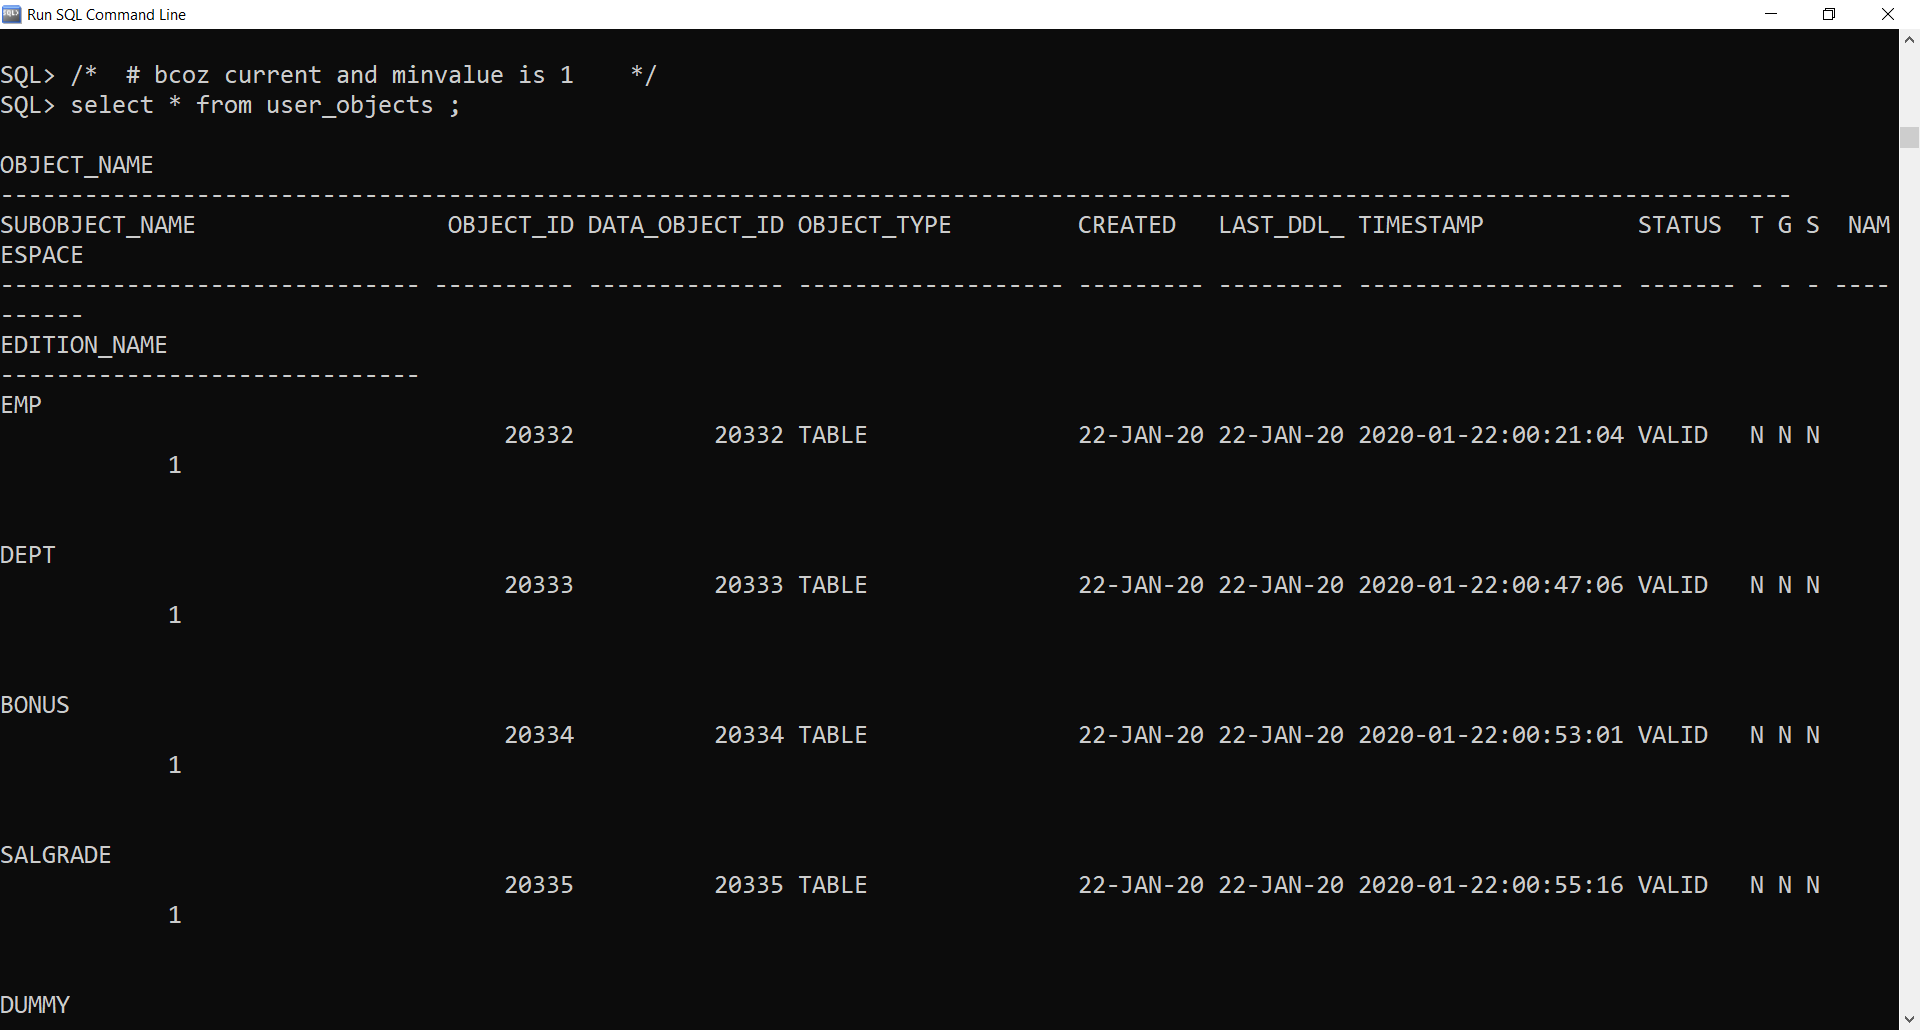 Run SQL Command Line
SQL> /*  # bcoz current and minvalue is 1    */
SQL> select * from user_objects ;
OBJECT_NAME
--------------------------------------------------------------------------------------------------------------------------------
SUBOBJECT_NAME                  OBJECT_ID DATA_OBJECT_ID OBJECT_TYPE         CREATED   LAST_DDL_ TIMESTAMP           STATUS  T G S  NAM
ESPACE
------------------------------ ---------- -------------- ------------------- --------- --------- ------------------- ------- - - - ----
------
EDITION_NAME
------------------------------
EMP
                                    20332          20332 TABLE               22-JAN-20 22-JAN-20 2020-01-22:00:21:04 VALID   N N N
            1
DEPT
                                    20333          20333 TABLE               22-JAN-20 22-JAN-20 2020-01-22:00:47:06 VALID   N N N
            1
BONUS
                                    20334          20334 TABLE               22-JAN-20 22-JAN-20 2020-01-22:00:53:01 VALID   N N N
            1
SALGRADE
                                    20335          20335 TABLE               22-JAN-20 22-JAN-20 2020-01-22:00:55:16 VALID   N N N
            1
DUMMY